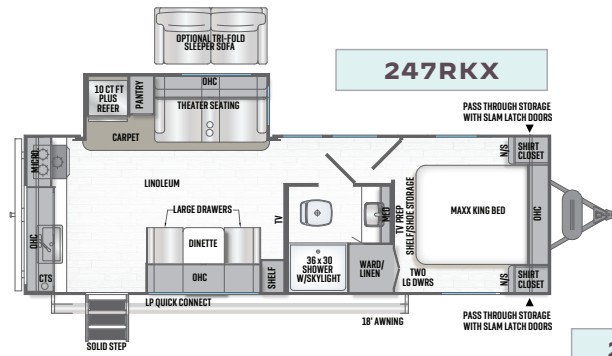 OPTIONAL TRI-FOLD
SLEEPER SOFA
247RKX
10 CT FT
PLUS
REFER
PANTRY
OHC
THEATER SEATING
CARPET
PASS THROUGH STORAGE
WITH SLAM LATCH DOORS
MICRO
LINOLEUM
N/S
SHIRT
CLOSET
OHC
CTS
LARGE DRAWERS
DINETTE
OHC
SHELF
TV
MED
36 x 30
SHOWER
W/SKYLIGHT
WARD/
LINEN
TV PREP
SHELF/SHOE STORAGE
MAXX KING BED
OHC
TWO
LG DWRS
N/S
SHIRT
CLOSET
LP QUICK CONNECT
18' AWNING
SOLID STEP
PASS THROUGH STORAGE
WITH SLAM LATCH DOORS